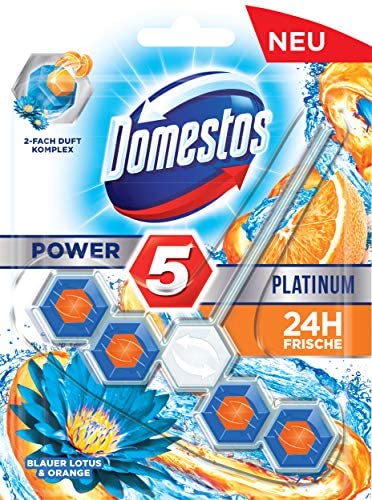 NEU
2-FACH DUFT
KOMPLEX
Domestos
POWER
5
PLATINUM
24H
FRISCHE
BLAUER LOTUS
& ORANGE